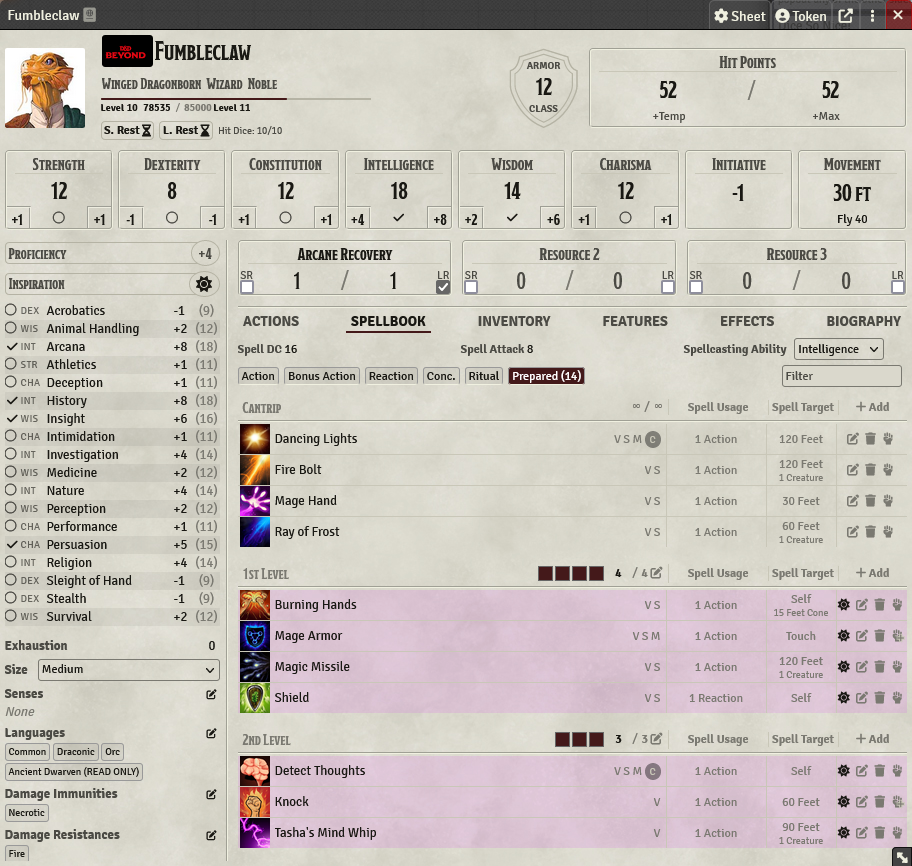 Fumbleclaw
Sheet Token
D&D BEYOND
Fumbleclaw
Winged Dragonborn Wizard Noble
Level 10 78535 / 85000 Level 11
S. Rest L. Rest Hit Dice: 10/10
ARMOR
12
CLASS
Hit Points
52 / 52
+Temp +Max
Strength
12
+1 +1
Dexterity
8
-1 -1
Constitution
12
+1 +1
Intelligence
18
+4 +8
Wisdom
14
+2 +6
Charisma
12
+1 +1
Initiative
-1
Movement
30 ft
Fly 40
Proficiency +4
Inspiration
DEX Acrobatics -1 (9)
WIS Animal Handling +2 (12)
INT Arcana +8 (18)
STR Athletics +1 (11)
CHA Deception +1 (11)
INT History +8 (18)
WIS Insight +6 (16)
CHA Intimidation +1 (11)
INT Investigation +4 (14)
WIS Medicine +2 (12)
INT Nature +4 (14)
WIS Perception +2 (12)
CHA Performance +1 (11)
CHA Persuasion +5 (15)
INT Religion +4 (14)
DEX Sleight of Hand -1 (9)
DEX Stealth -1 (9)
WIS Survival +2 (12)
Exhaustion 0
Size Medium
Senses
None
Languages
Common Draconic Orc
Ancient Dwarven (READ ONLY)
Damage Immunities
Necrotic
Damage Resistances
Fire
Arcane Recovery
SR 1 / 1 LR
Resource 2
SR 0 / 0 LR
Resource 3
SR 0 / 0 LR
ACTIONS SPELLBOOK INVENTORY FEATURES EFFECTS BIOGRAPHY
Spell DC 16 Spell Attack 8 Spellcasting Ability Intelligence
Action Bonus Action Reaction Conc. Ritual Prepared (14) Filter
Cantrip ∞ / ∞ Spell Usage Spell Target + Add
Dancing Lights V S M C 1 Action 120 Feet
Fire Bolt V S 1 Action 120 Feet
1 Creature
Mage Hand V S 1 Action 30 Feet
Ray of Frost V S 1 Action 60 Feet
1 Creature
1st Level 4 / 4 Spell Usage Spell Target + Add
Burning Hands V S 1 Action Self
15 Feet Cone
Mage Armor V S M 1 Action Touch
Magic Missile V S 1 Action 120 Feet
1 Creature
Shield V S 1 Reaction Self
2nd Level 3 / 3 Spell Usage Spell Target + Add
Detect Thoughts V S M C 1 Action Self
Knock V 1 Action 60 Feet
Tasha's Mind Whip V 1 Action 90 Feet
1 Creature